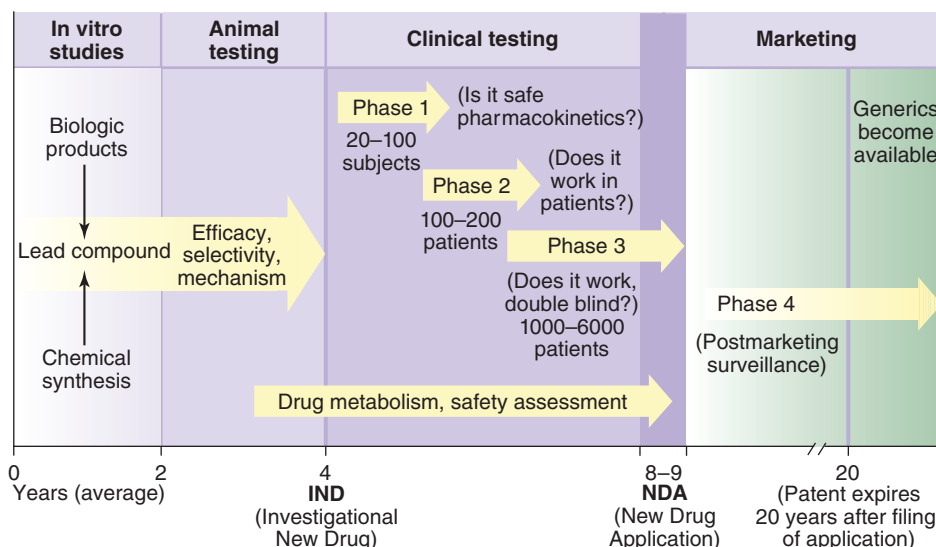 In vitro
studies
Animal
testing
Clinical testing
Marketing
Biologic
products
Lead compound
Chemical
synthesis
Efficacy,
selectivity,
mechanism
Phase 1
(Is it safe
pharmacokinetics?)
20–100
subjects
Phase 2
(Does it
work in
patients?)
100–200
patients
Phase 3
(Does it work,
double blind?)
1000–6000
patients
Drug metabolism, safety assessment
Generics
become
available
Phase 4
(Postmarketing
surveillance)
0
2
4
8–9
20
Years (average)
IND
(Investigational
New Drug)
NDA
(New Drug
Application)
(Patent expires
20 years after filing
of application)